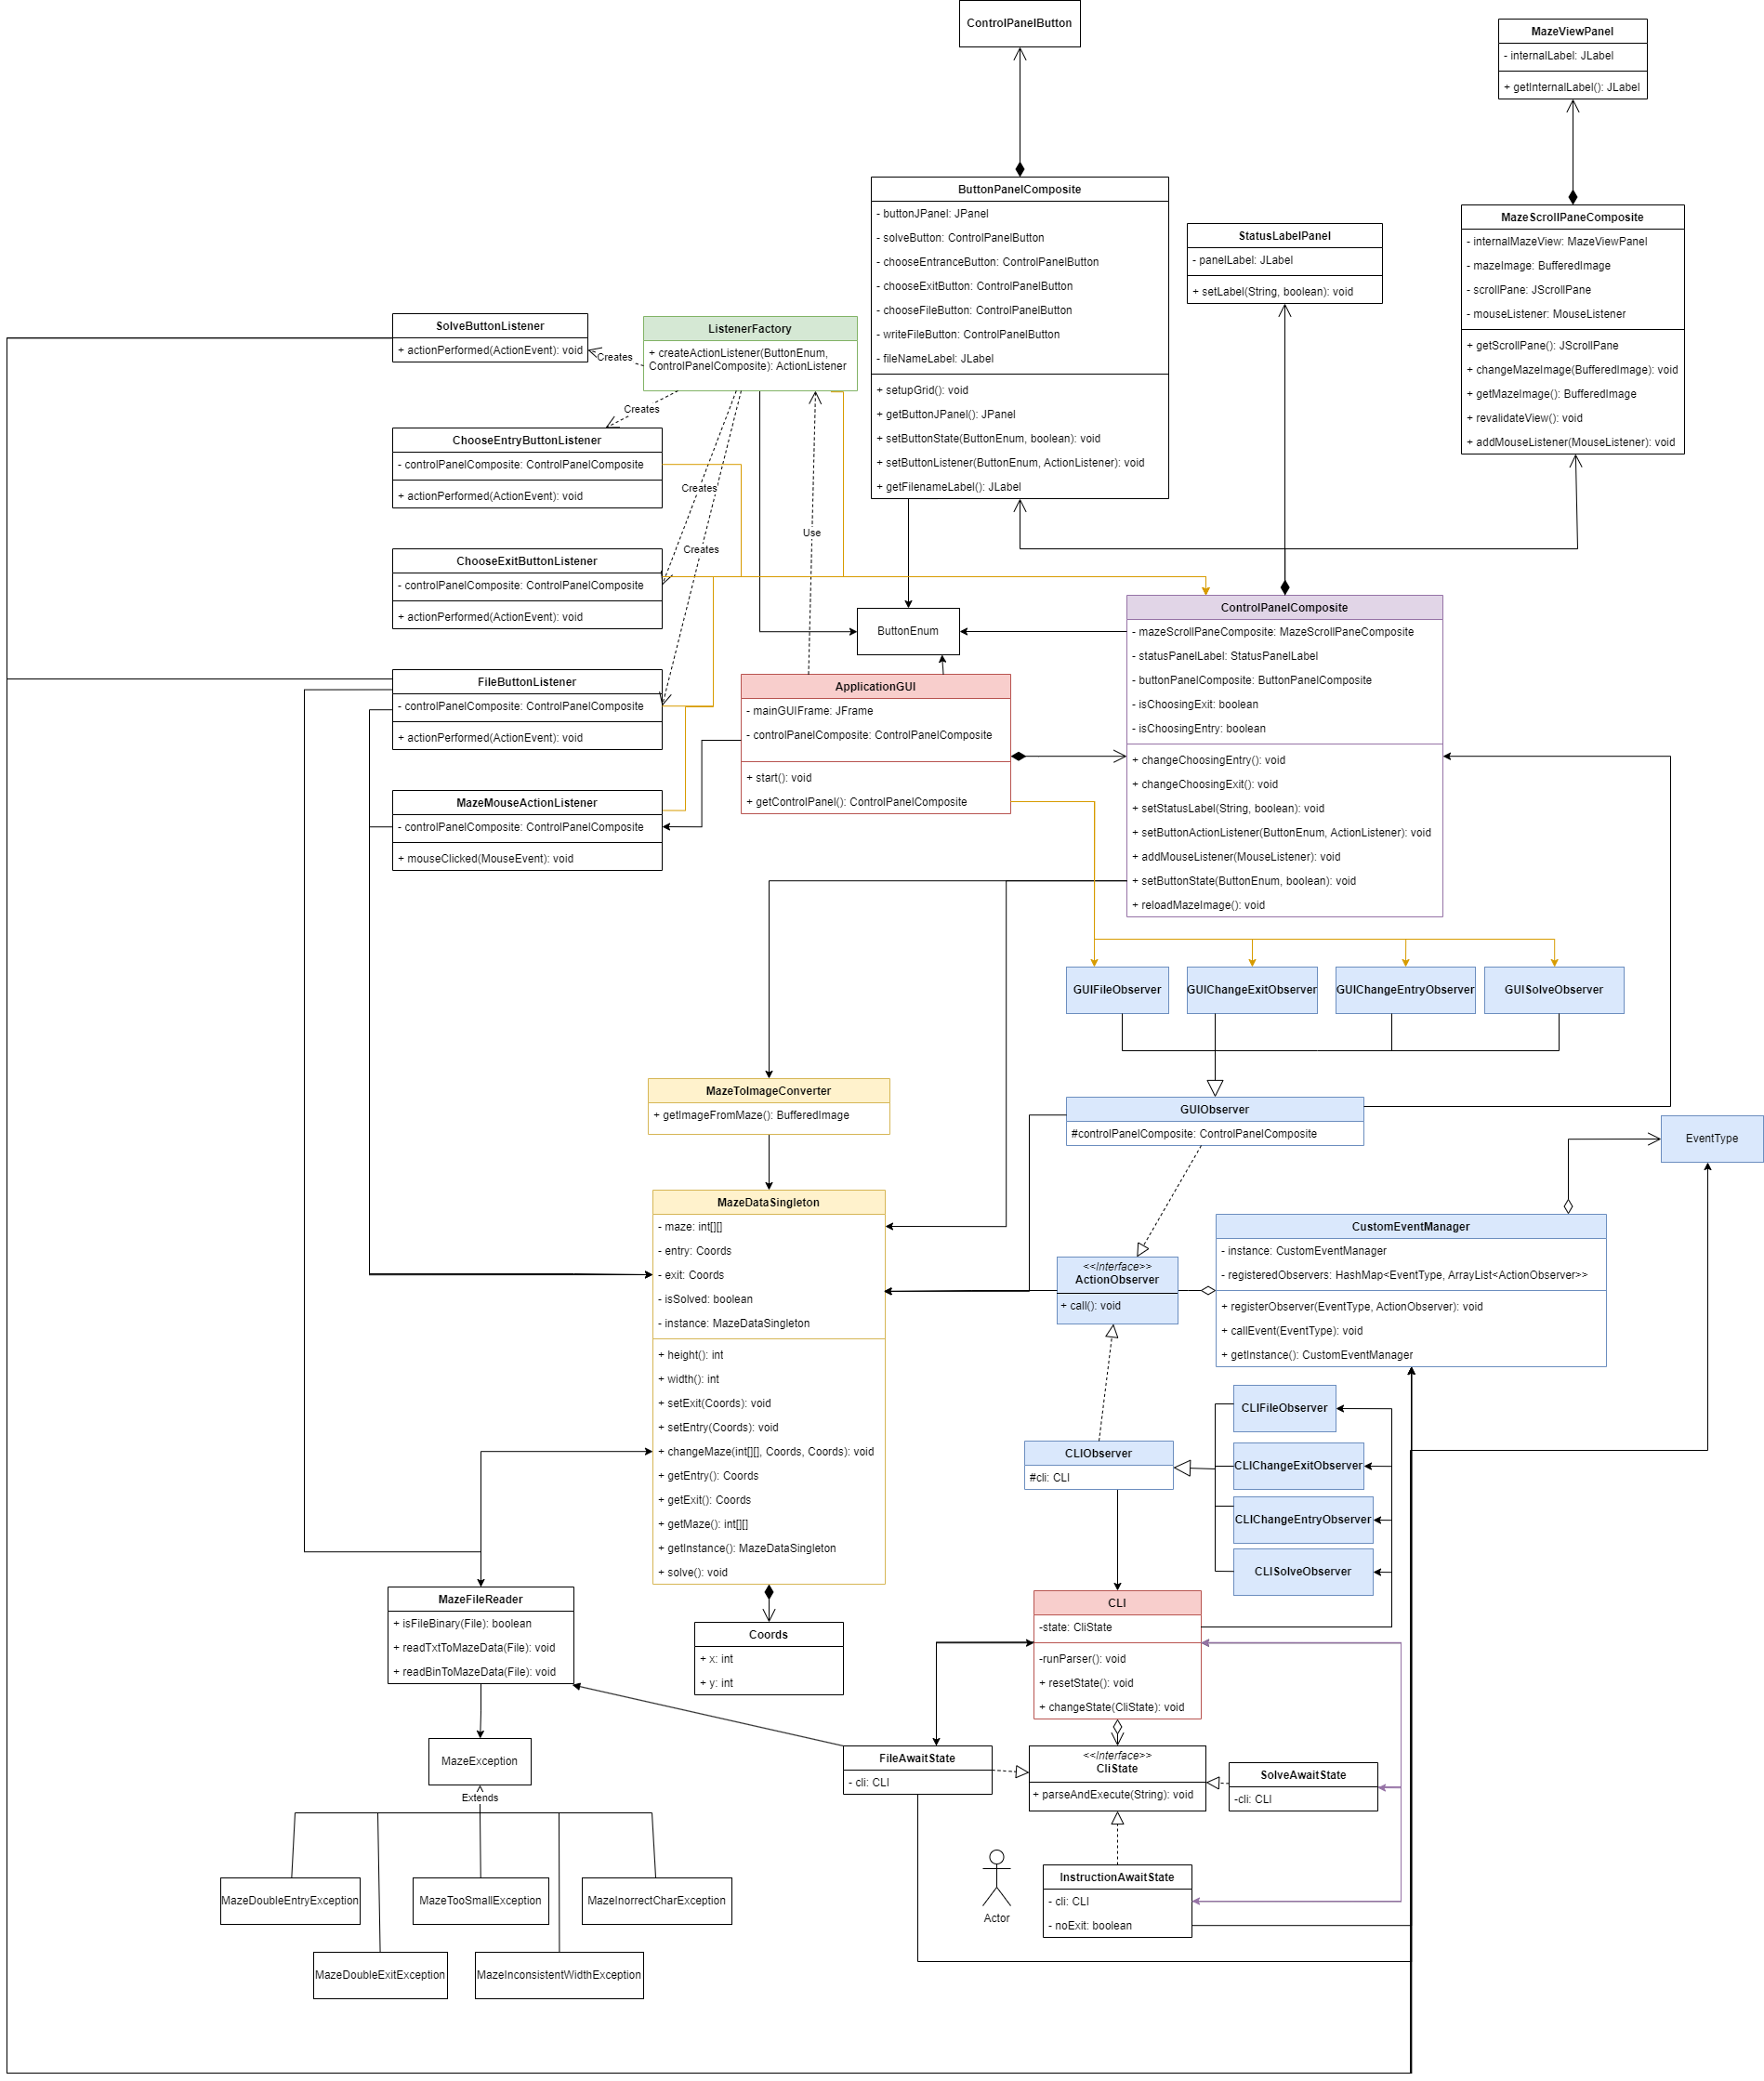 ControlPanelButton
MazeViewPanel
- internalLabel: JLabel
+ getInternalLabel(): JLabel
ButtonPanelComposite
- buttonJPanel: JPanel
- solveButton: ControlPanelButton
- chooseEntranceButton: ControlPanelButton
- chooseExitButton: ControlPanelButton
- chooseFileButton: ControlPanelButton
- writeFileButton: ControlPanelButton
- fileNameLabel: JLabel
+ setupGrid(): void
+ getButtonJPanel(): JPanel
+ setButtonState(ButtonEnum, boolean): void
+ setButtonListener(ButtonEnum, ActionListener): void
+ getFilenameLabel(): JLabel
StatusLabelPanel
- panelLabel: JLabel
+ setLabel(String, boolean): void
MazeScrollPaneComposite
- internalMazeView: MazeViewPanel
- mazeImage: BufferedImage
- scrollPane: JScrollPane
- mouseListener: MouseListener
+ getScrollPane(): JScrollPane
+ changeMazeImage(BufferedImage): void
+ getMazeImage(): BufferedImage
+ revalidateView(): void
+ addMouseListener(MouseListener): void
SolveButtonListener
+ actionPerformed(ActionEvent): void
Creates
ListenerFactory
+ createActionListener(ButtonEnum,
ControlPanelComposite): ActionListener
Creates
ChooseEntryButtonListener
- controlPanelComposite: ControlPanelComposite
+ actionPerformed(ActionEvent): void
Creates
Use
Creates
ChooseExitButtonListener
- controlPanelComposite: ControlPanelComposite
+ actionPerformed(ActionEvent): void
ButtonEnum
ControlPanelComposite
- mazeScrollPaneComposite: MazeScrollPaneComposite
- statusPanelLabel: StatusPanelLabel
- buttonPanelComposite: ButtonPanelComposite
- isChoosingExit: boolean
- isChoosingEntry: boolean
+ changeChoosingEntry(): void
+ changeChoosingExit(): void
+ setStatusLabel(String, boolean): void
+ setButtonActionListener(ButtonEnum, ActionListener): void
+ addMouseListener(MouseListener): void
+ setButtonState(ButtonEnum, boolean): void
+ reloadMazeImage(): void
FileButtonListener
- controlPanelComposite: ControlPanelComposite
+ actionPerformed(ActionEvent): void
ApplicationGUI
- mainGUIFrame: JFrame
- controlPanelComposite: ControlPanelComposite
+ start(): void
+ getControlPanel(): ControlPanelComposite
MazeMouseActionListener
- controlPanelComposite: ControlPanelComposite
+ mouseClicked(MouseEvent): void
GUIFileObserver
GUIChangeExitObserver
GUIChangeEntryObserver
GUISolveObserver
MazeToImageConverter
+ getImageFromMaze(): BufferedImage
GUIObserver
#controlPanelComposite: ControlPanelComposite
EventType
MazeDataSingleton
- maze: int[][]
- entry: Coords
- exit: Coords
- isSolved: boolean
- instance: MazeDataSingleton
+ height(): int
+ width(): int
+ setExit(Coords): void
+ setEntry(Coords): void
+ changeMaze(int[][], Coords, Coords): void
+ getEntry(): Coords
+ getExit(): Coords
+ getMaze(): int[][]
+ getInstance(): MazeDataSingleton
+ solve(): void
<<Interface>>
ActionObserver
+ call(): void
CustomEventManager
- instance: CustomEventManager
- registeredObservers: HashMap<EventType, ArrayList<ActionObserver>>
+ registerObserver(EventType, ActionObserver): void
+ callEvent(EventType): void
+ getInstance(): CustomEventManager
CLIFileObserver
CLIObserver
#cli: CLI
CLIChangeExitObserver
CLIChangeEntryObserver
CLISolveObserver
MazeFileReader
+ isFileBinary(File): boolean
+ readTxtToMazeData(File): void
+ readBinToMazeData(File): void
Coords
+ x: int
+ y: int
CLI
-state: CliState
-runParser(): void
+ resetState(): void
+ changeState(CliState): void
MazeException
Extends
FileAwaitState
- cli: CLI
<<Interface>>
CliState
+ parseAndExecute(String): void
SolveAwaitState
-cli: CLI
Actor
InstructionAwaitState
- cli: CLI
- noExit: boolean
MazeDoubleEntryException
MazeTooSmallException
MazeInorrectCharException
MazeDoubleExitException
MazeInconsistentWidthException